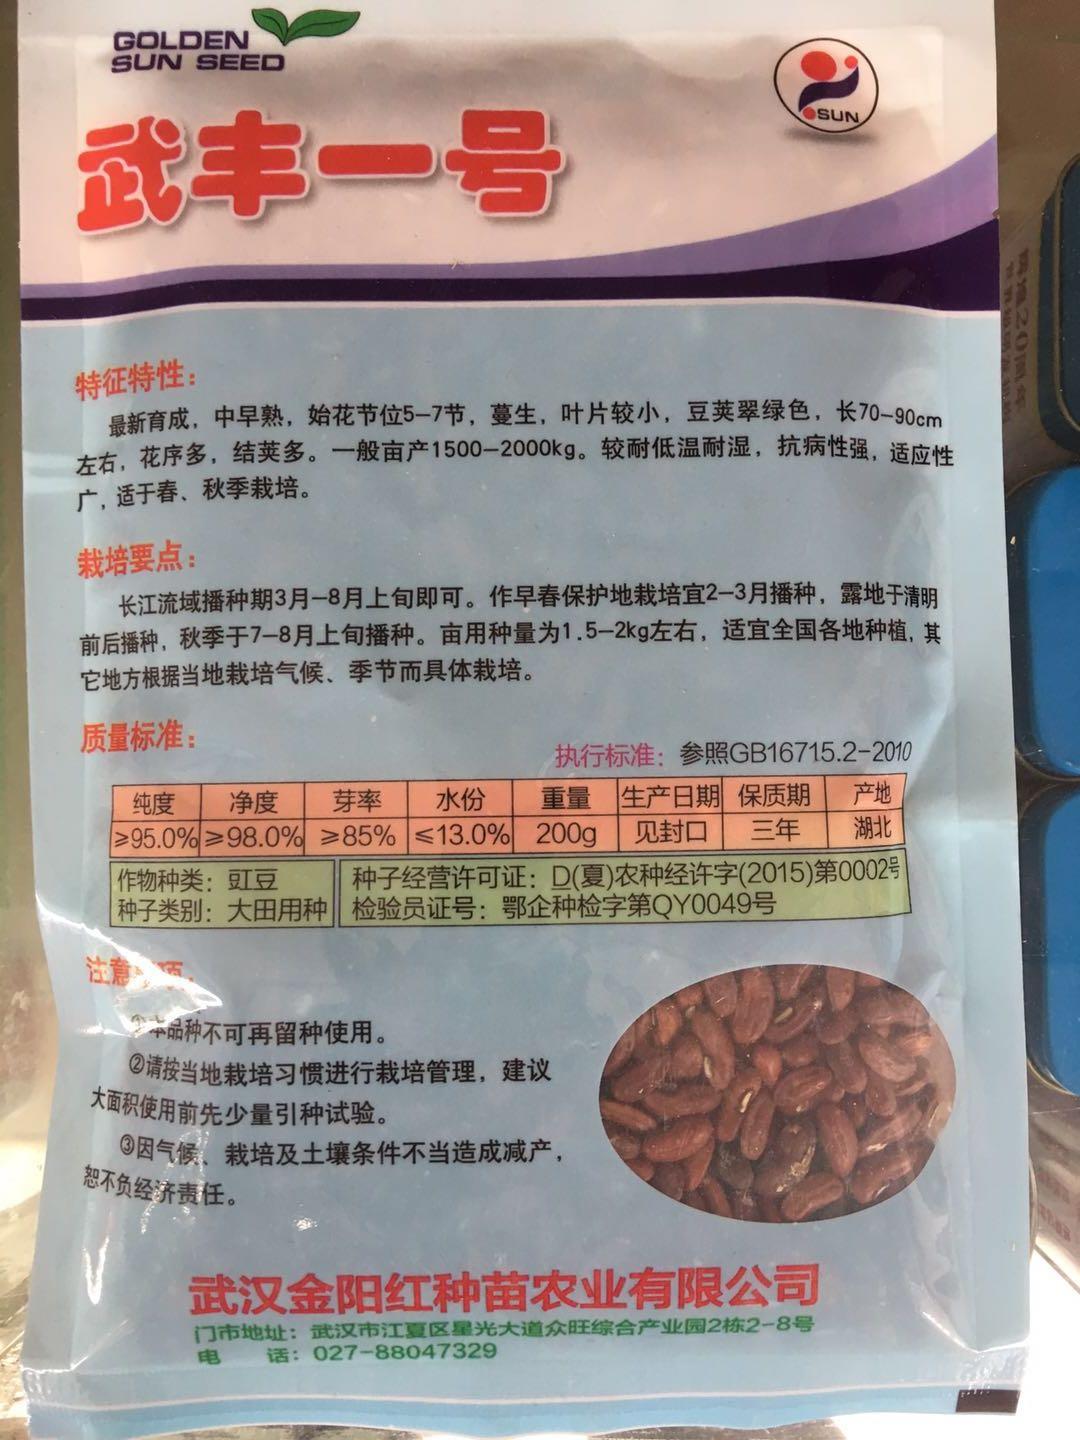 GOLDEN
SUN SEED
SUN
武丰一号
特征特性：
最新育成，中早熟，始花节位5-7节，蔓生，叶片较小，豆荚翠绿色，长70-90cm
左右，花序多，结荚多。一般亩产1500-2000kg。较耐低温耐湿，抗病性强，适应性
广，适于春、秋季栽培。
栽培要点：
长江流域播种期3月-8月上旬即可。作早春保护地栽培宜2-3月播种，露地于清明
前后播种，秋季于7-8月上旬播种。亩用种量为1.5-2kg左右，适宜全国各地种植，其
它地方根据当地栽培气候、季节而具体栽培。
质量标准：
执行标准：参照GB16715.2-2010
纯度 净度 芽率 水份 重量 生产日期 保质期 产地
≥95.0% ≥98.0% ≥85% ≤13.0% 200g 见封口 三年 湖北
作物种类：豇豆 种子经营许可证：D(夏)农种经许字(2015)第0002号
种子类别：大田用种 检验员证号：鄂企种检字第QY0049号
注意事项：
①本品种不可再留种使用。
②请按当地栽培习惯进行栽培管理，建议
大面积使用前先少量引种试验。
③因气候、栽培及土壤条件不当造成减产，
恕不负经济责任。
武汉金阳红种苗农业有限公司
门市地址：武汉市江夏区星光大道众旺综合产业园2栋2-8号
电 话：027-88047329